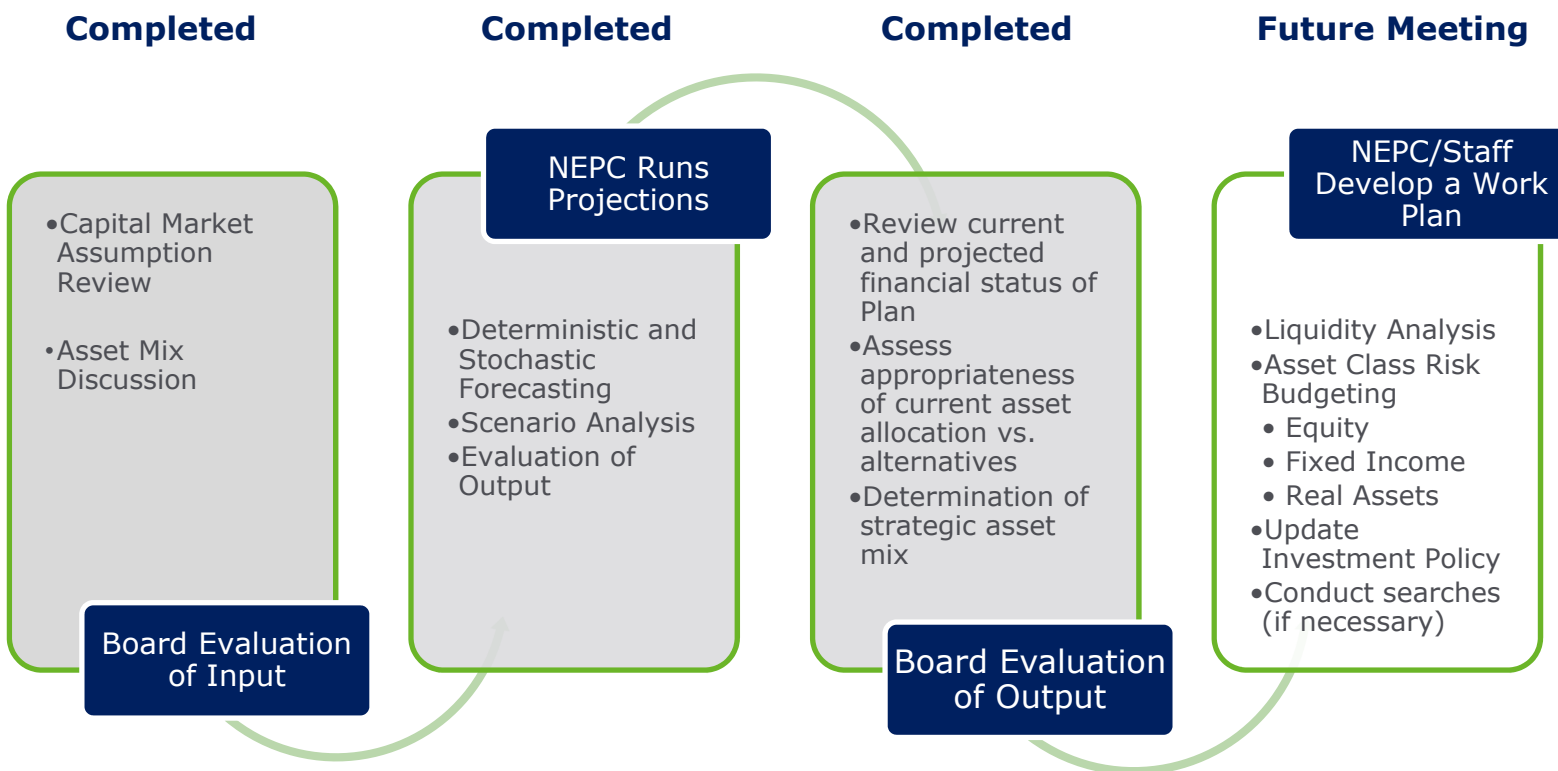 Completed
Completed
Completed
Future Meeting
•Capital Market
Assumption
Review
•Asset Mix
Discussion
Board Evaluation
of Input
NEPC Runs
Projections
•Deterministic and
Stochastic
Forecasting
•Scenario Analysis
•Evaluation of
Output
•Review current
and projected
financial status of
Plan
•Assess
appropriateness
of current asset
allocation vs.
alternatives
•Determination of
strategic asset
mix
Board Evaluation
of Output
NEPC/Staff
Develop a Work
Plan
•Liquidity Analysis
•Asset Class Risk
Budgeting
• Equity
• Fixed Income
• Real Assets
•Update
Investment Policy
•Conduct searches
(if necessary)